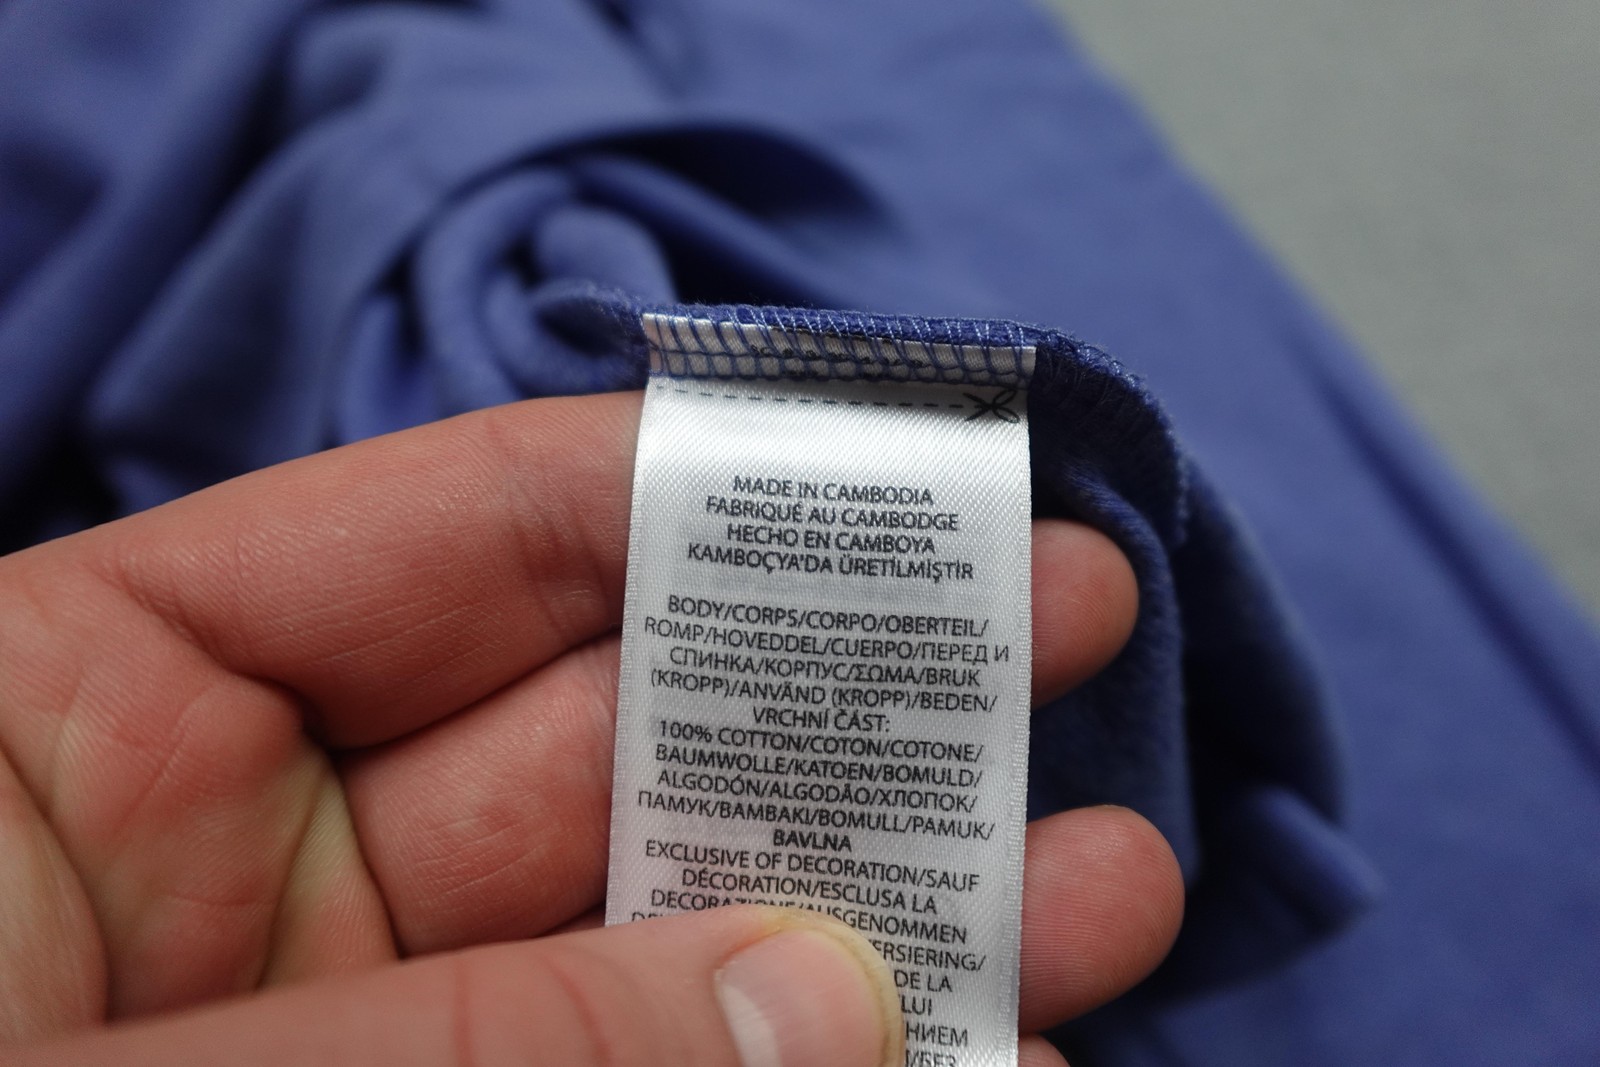 MADE IN CAMBODIA
FABRIQUÉ AU CAMBODGE
HECHO EN CAMBOYA
KAMBOÇYA'DA ÜRETİLMİŞTİR
BODY/CORPS/CORPO/OBERTEIL/
ROMP/HOVEDDEL/CUERPO/ПЕРЕД И
СПИНКА/КОРПУС/ΣΩΜΑ/BRUK
(KROPP)/ANVÄND (KROPP)/BEDEN/
VRCHNÍ ČÁST:
100% COTTON/COTON/COTONE/
BAUMWOLLE/KATOEN/BOMULD/
ALGODÓN/ALGODÃO/ХЛОПОК/
ПАМУК/BAMBAKI/BOMULL/PAMUK/
BAVLNA
EXCLUSIVE OF DECORATION/SAUF
DÉCORATION/ESCLUSA LA
DECORAZIONE/AUSGENOMMEN
DE LA